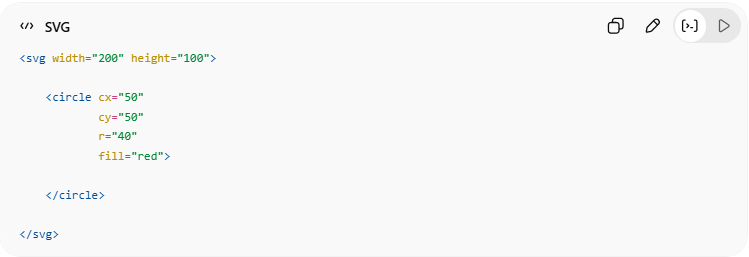 SVG
<svg width="200" height="100">
<circle cx="50"
cy="50"
r="40"
fill="red">
</circle>
</svg>